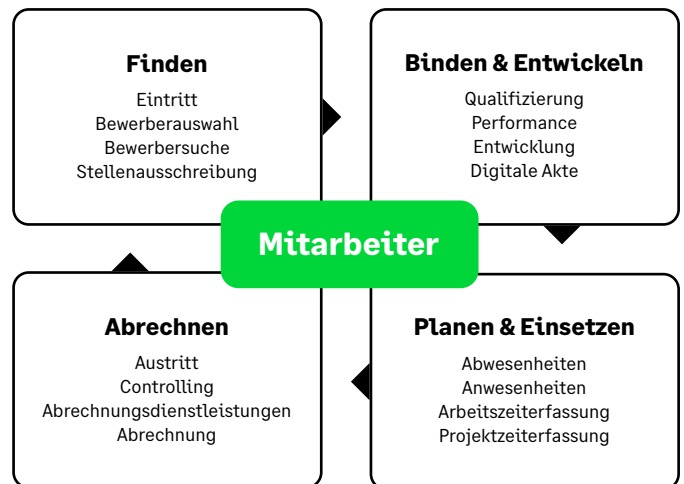 Finden
Eintritt
Bewerberauswahl
Bewerbersuche
Stellenausschreibung
Binden & Entwickeln
Qualifizierung
Performance
Entwicklung
Digitale Akte
Mitarbeiter
Abrechnen
Austritt
Controlling
Abrechnungsdienstleistungen
Abrechnung
Planen & Einsetzen
Abwesenheiten
Anwesenheiten
Arbeitszeiterfassung
Projektzeiterfassung